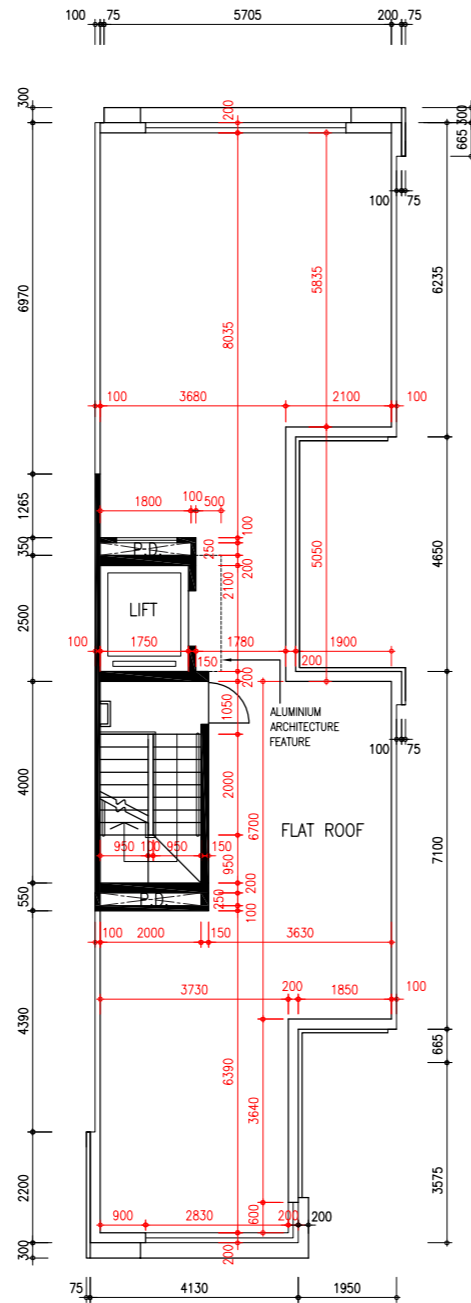 100 75 5705 200 75
300
200
300
665
100 75
6970
8035
5835
6235
100 3680 2100 100
1265
1800 100 500
100
350
P.D.
250
200
2500
LIFT
2100
5050
4650
100 1750 1780 1900
150
200
200
1050
ALUMINIUM
ARCHITECTURE
FEATURE
100 75
4000
2000
6700
FLAT ROOF
7100
950 100 950 150
950
550
P.D.
250
200
100
100 2000 150 3630
3730 200 1850 100
4390
6390
3640
665
2200
3575
900 2830 200 200
600
300
200
75 4130 1950